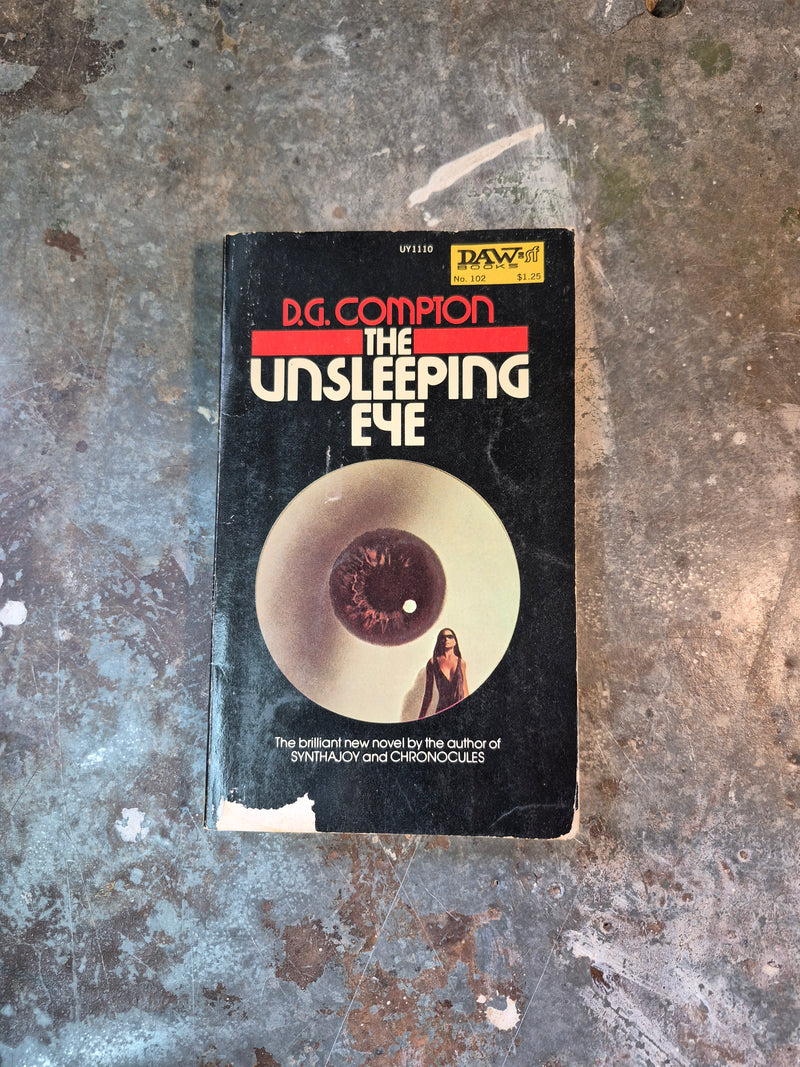 UY1110
DAW=sf
BOOKS
No. 102 $1.25
D.G. COMPTON
THE
UNSLEEPING
EYE
The brilliant new novel by the author of
SYNTHAJOY and CHRONOCULES